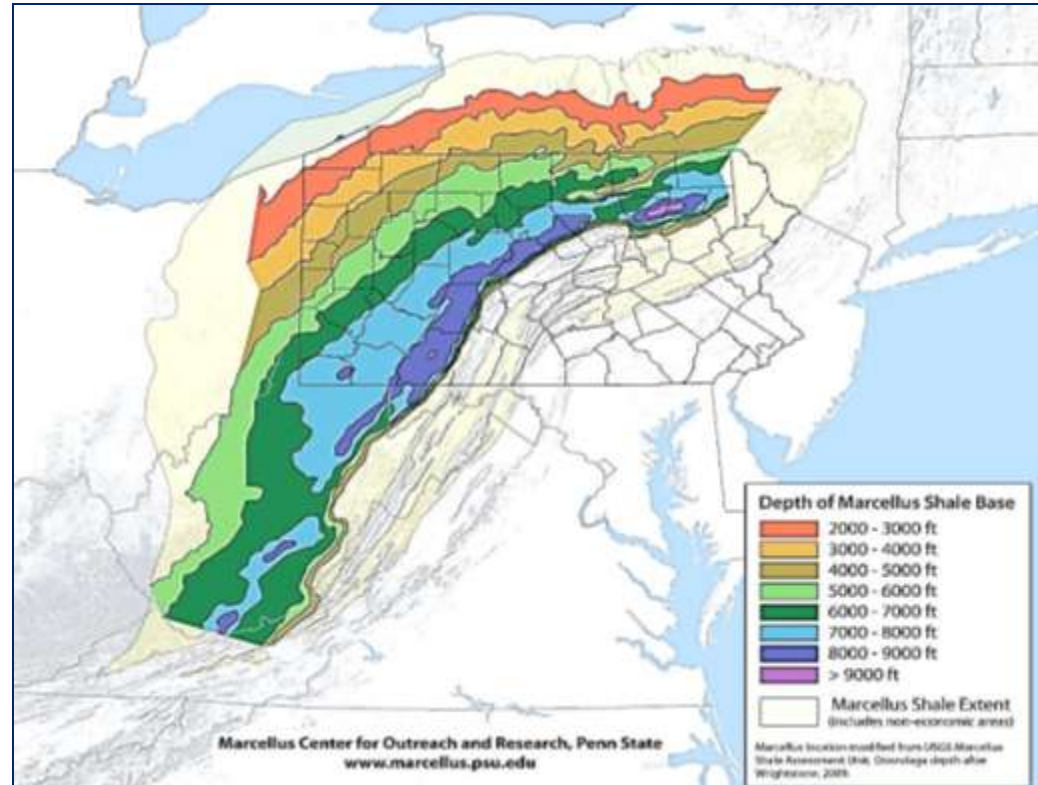 Depth of Marcellus Shale Base
2000 - 3000 ft
3000 - 4000 ft
4000 - 5000 ft
5000 - 6000 ft
6000 - 7000 ft
7000 - 8000 ft
8000 - 9000 ft
> 9000 ft
Marcellus Shale Extent
(includes non-economic areas)
Marcellus location modified from USGS Marcellus
Shale Assessment Unit, Onondaga depth after
Wrightstone, 2009.
Marcellus Center for Outreach and Research, Penn State
www.marcellus.psu.edu